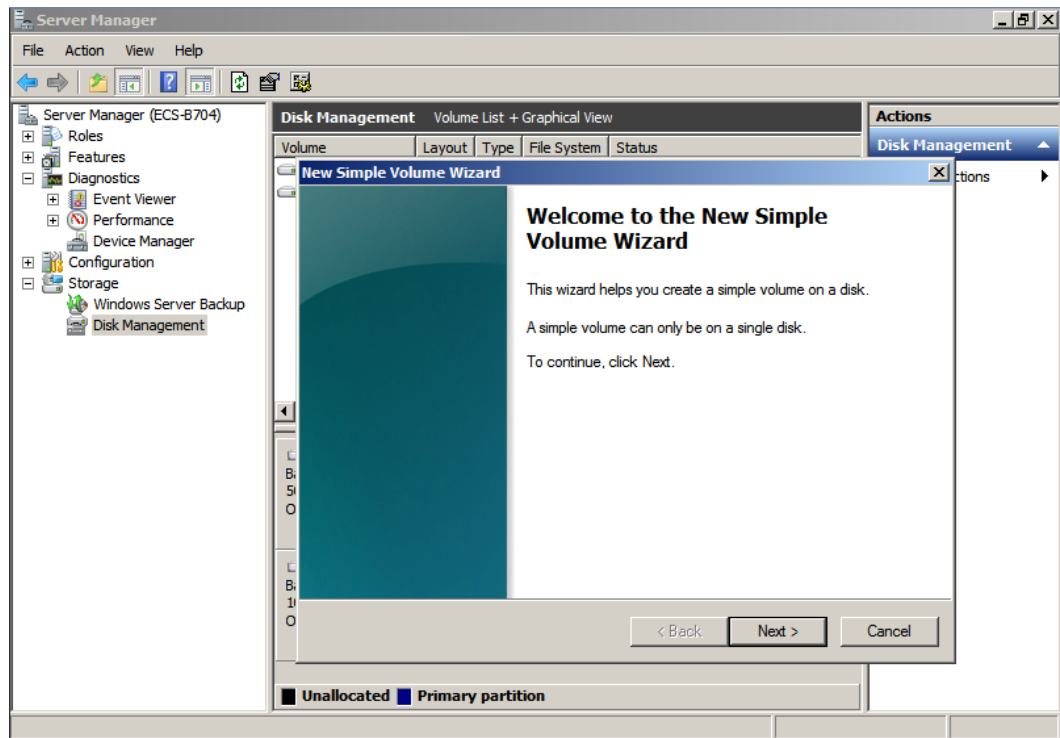 Server Manager
File Action View Help
Server Manager (ECS-B704)
Roles
Features
Diagnostics
Event Viewer
Performance
Device Manager
Configuration
Storage
Windows Server Backup
Disk Management
Disk Management Volume List + Graphical View
Volume Layout Type File System Status
New Simple Volume Wizard
Welcome to the New Simple
Volume Wizard
This wizard helps you create a simple volume on a disk.
A simple volume can only be on a single disk.
To continue, click Next.
< Back Next > Cancel
Unallocated Primary partition
Actions
Disk Management